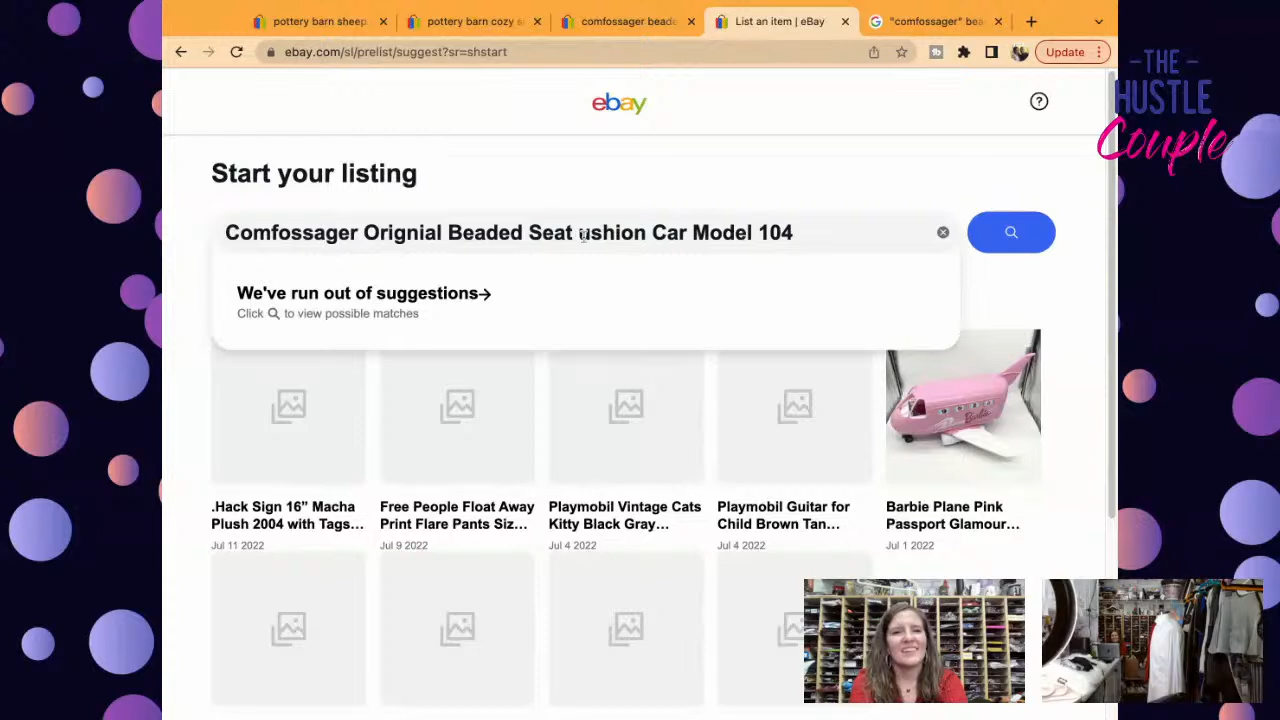 pottery barn sheep
pottery barn cozy s
comfossager beade
List an item | eBay
"comfossager" bea
ebay.com/sl/prelist/suggest?sr=shstart
Update
-THE-
HUSTLE
Couple
ebay
Start your listing
Comfossager Orignial Beaded Seat cushion Car Model 104
We've run out of suggestions→
Click to view possible matches
.Hack Sign 16" Macha
Plush 2004 with Tags...
Jul 11 2022
Free People Float Away
Print Flare Pants Siz...
Jul 9 2022
Playmobil Vintage Cats
Kitty Black Gray...
Jul 4 2022
Playmobil Guitar for
Child Brown Tan...
Jul 4 2022
Barbie Plane Pink
Passport Glamour...
Jul 1 2022
Barbie